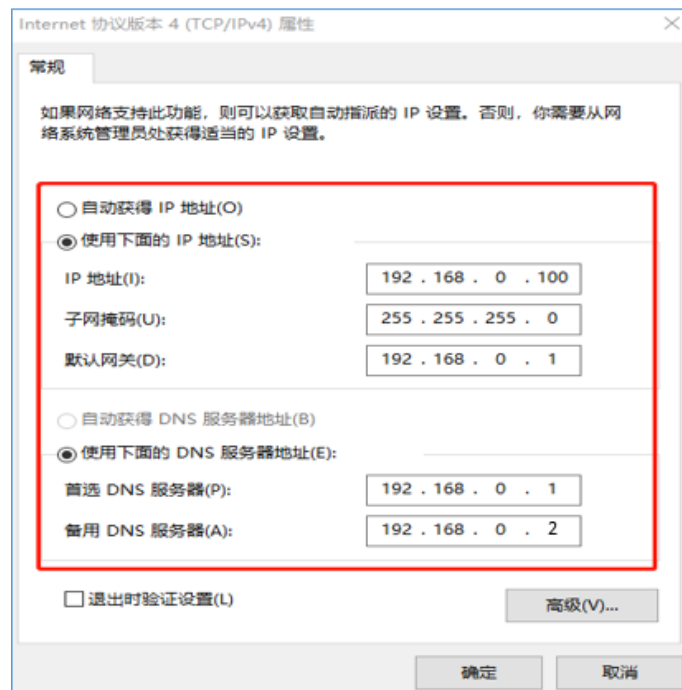 Internet 协议版本 4 (TCP/IPv4) 属性
常规
如果网络支持此功能，则可以获取自动指派的 IP 设置。否则，你需要从网
络系统管理员处获得适当的 IP 设置。
自动获得 IP 地址(O)
使用下面的 IP 地址(S):
IP 地址(I): 192 . 168 . 0 . 100
子网掩码(U): 255 . 255 . 255 . 0
默认网关(D): 192 . 168 . 0 . 1
自动获得 DNS 服务器地址(B)
使用下面的 DNS 服务器地址(E):
首选 DNS 服务器(P): 192 . 168 . 0 . 1
备用 DNS 服务器(A): 192 . 168 . 0 . 2
退出时验证设置(L)
高级(V)...
确定 取消